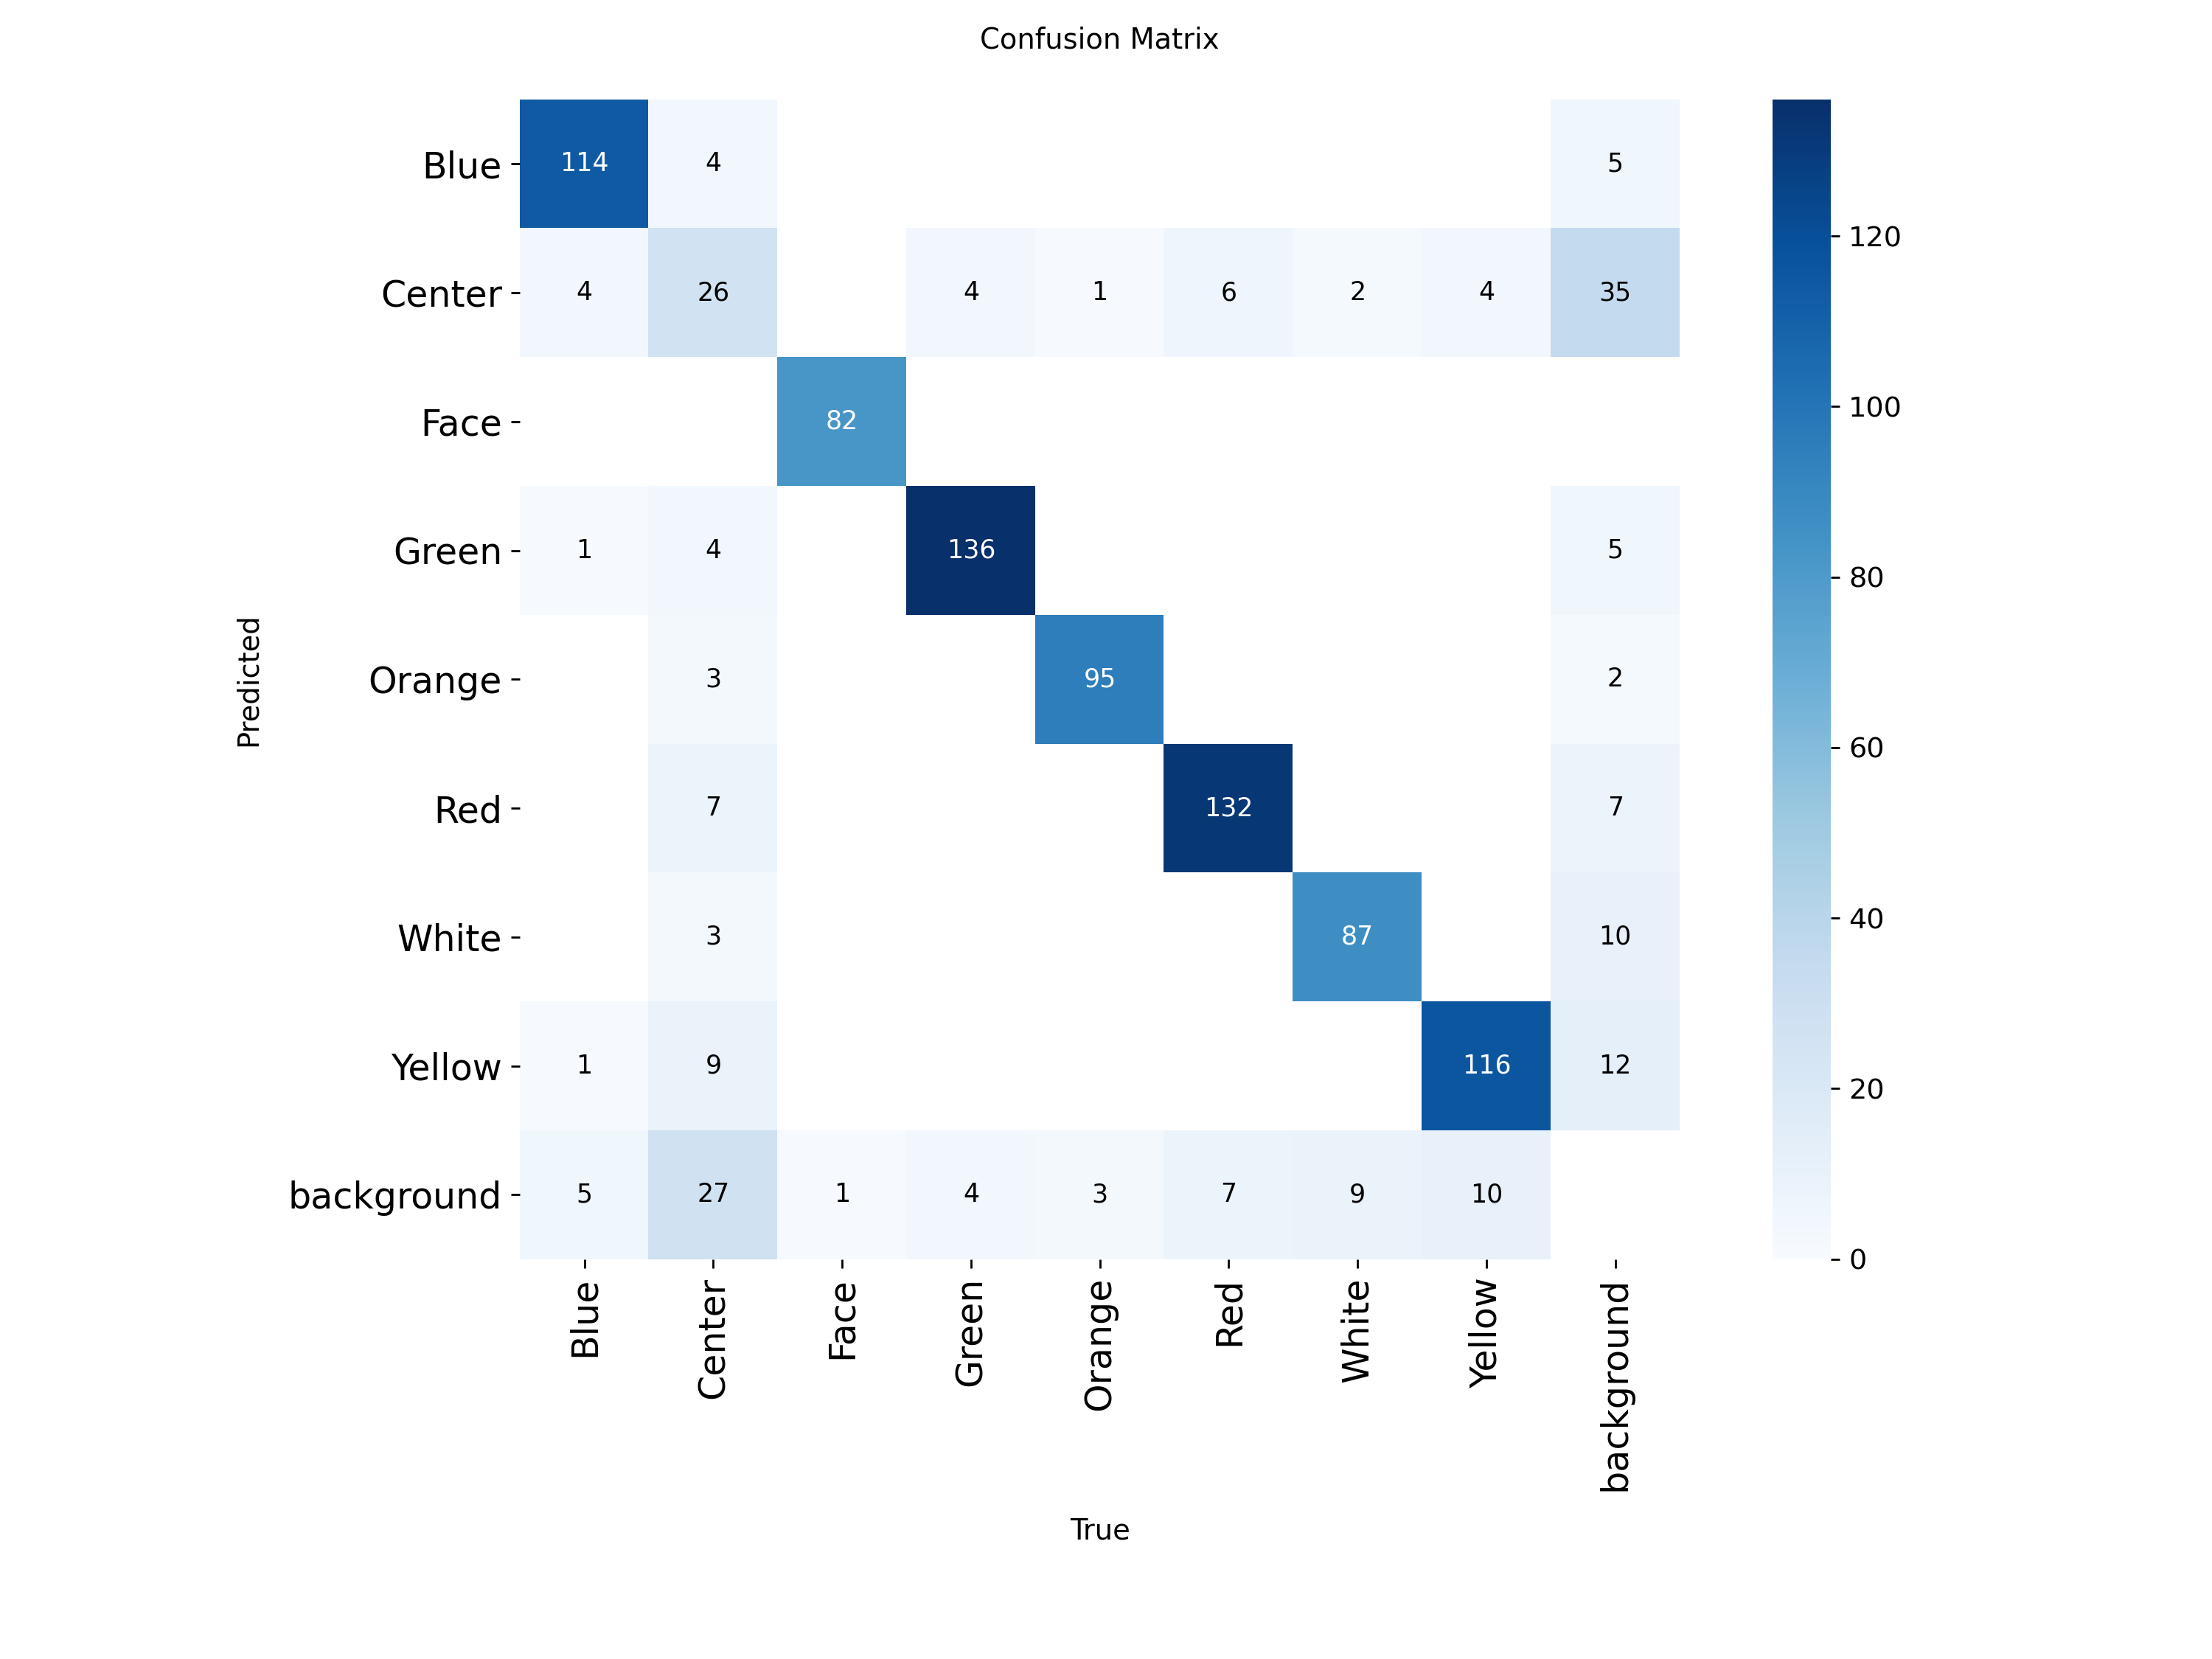 Confusion Matrix
Blue 114 4 5
Center 4 26 4 1 6 2 4 35
Face 82
Green 1 4 136 5
Orange 3 95 2
Red 7 132 7
White 3 87 10
Yellow 1 9 116 12
background 5 27 1 4 3 7 9 10
Predicted
Blue Center Face Green Orange Red White Yellow background
True
120
100
80
60
40
20
0